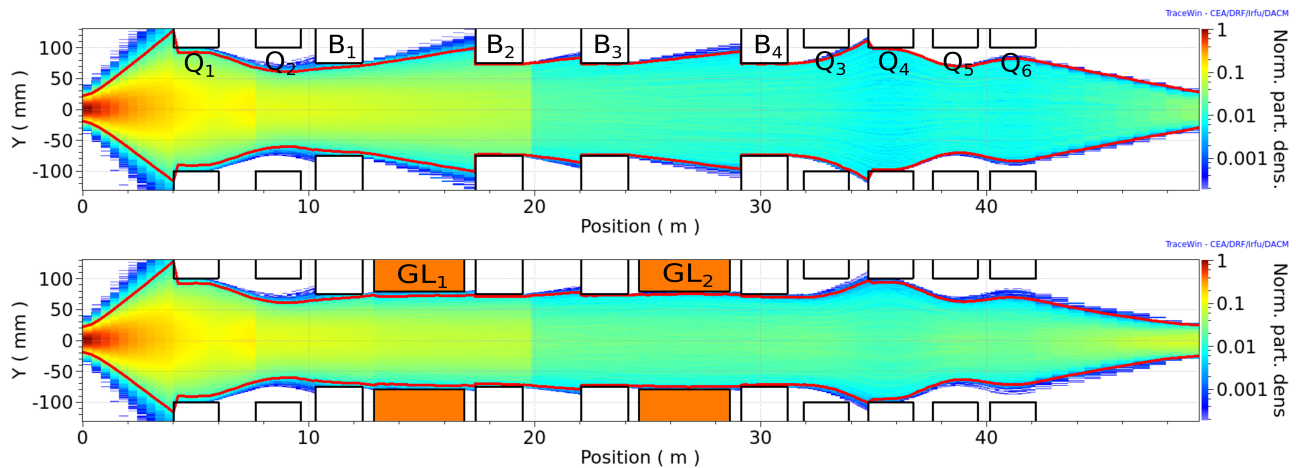 TraceWin - CEA/DRF/Irfu/DACM
Y ( mm )
100
50
0
-50
-100
Q1
Q2
B1
B2
B3
B4
Q3
Q4
Q5
Q6
1
0.1
0.01
0.001
Norm. part. dens.
0
10
20
30
40
Position ( m )
TraceWin - CEA/DRF/Irfu/DACM
Y ( mm )
100
50
0
-50
-100
GL1
GL2
1
0.1
0.01
0.001
Norm. part. dens
0
10
20
30
40
Position ( m )